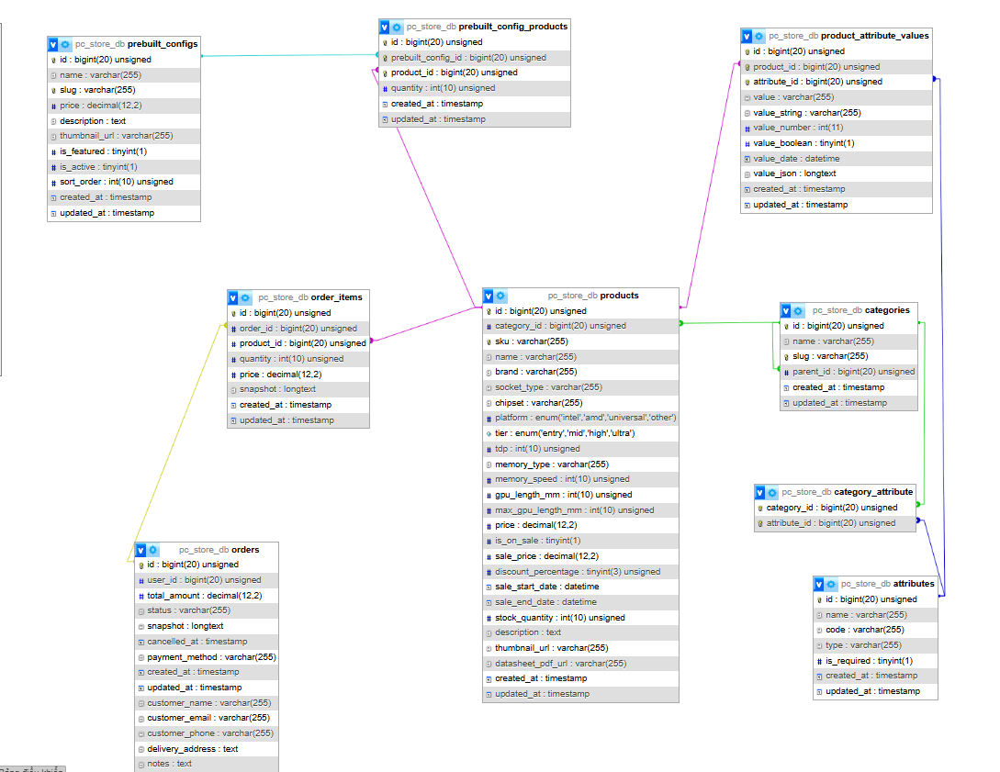 pc_store_db prebuilt_configs
id : bigint(20) unsigned
name : varchar(255)
slug : varchar(255)
price : decimal(12,2)
description : text
thumbnail_url : varchar(255)
is_featured : tinyint(1)
is_active : tinyint(1)
sort_order : int(10) unsigned
created_at : timestamp
updated_at : timestamp
pc_store_db prebuilt_config_products
id : bigint(20) unsigned
prebuilt_config_id : bigint(20) unsigned
product_id : bigint(20) unsigned
quantity : int(10) unsigned
created_at : timestamp
updated_at : timestamp
pc_store_db product_attribute_values
id : bigint(20) unsigned
product_id : bigint(20) unsigned
attribute_id : bigint(20) unsigned
value : varchar(255)
value_string : varchar(255)
value_number : int(11)
value_boolean : tinyint(1)
value_date : datetime
value_json : longtext
created_at : timestamp
updated_at : timestamp
pc_store_db order_items
id : bigint(20) unsigned
order_id : bigint(20) unsigned
product_id : bigint(20) unsigned
quantity : int(10) unsigned
price : decimal(12,2)
snapshot : longtext
created_at : timestamp
updated_at : timestamp
pc_store_db products
id : bigint(20) unsigned
category_id : bigint(20) unsigned
sku : varchar(255)
name : varchar(255)
brand : varchar(255)
socket_type : varchar(255)
chipset : varchar(255)
platform : enum('intel','amd','universal','other')
tier : enum('entry','mid','high','ultra')
tdp : int(10) unsigned
memory_type : varchar(255)
memory_speed : int(10) unsigned
gpu_length_mm : int(10) unsigned
max_gpu_length_mm : int(10) unsigned
price : decimal(12,2)
is_on_sale : tinyint(1)
sale_price : decimal(12,2)
discount_percentage : tinyint(3) unsigned
sale_start_date : datetime
sale_end_date : datetime
stock_quantity : int(10) unsigned
description : text
thumbnail_url : varchar(255)
datasheet_pdf_url : varchar(255)
created_at : timestamp
updated_at : timestamp
pc_store_db categories
id : bigint(20) unsigned
name : varchar(255)
slug : varchar(255)
parent_id : bigint(20) unsigned
created_at : timestamp
updated_at : timestamp
pc_store_db category_attribute
category_id : bigint(20) unsigned
attribute_id : bigint(20) unsigned
pc_store_db orders
id : bigint(20) unsigned
user_id : bigint(20) unsigned
total_amount : decimal(12,2)
status : varchar(255)
snapshot : longtext
cancelled_at : timestamp
payment_method : varchar(255)
created_at : timestamp
updated_at : timestamp
customer_name : varchar(255)
customer_email : varchar(255)
customer_phone : varchar(255)
delivery_address : text
notes : text
pc_store_db attributes
id : bigint(20) unsigned
name : varchar(255)
code : varchar(255)
type : varchar(255)
is_required : tinyint(1)
created_at : timestamp
updated_at : timestamp